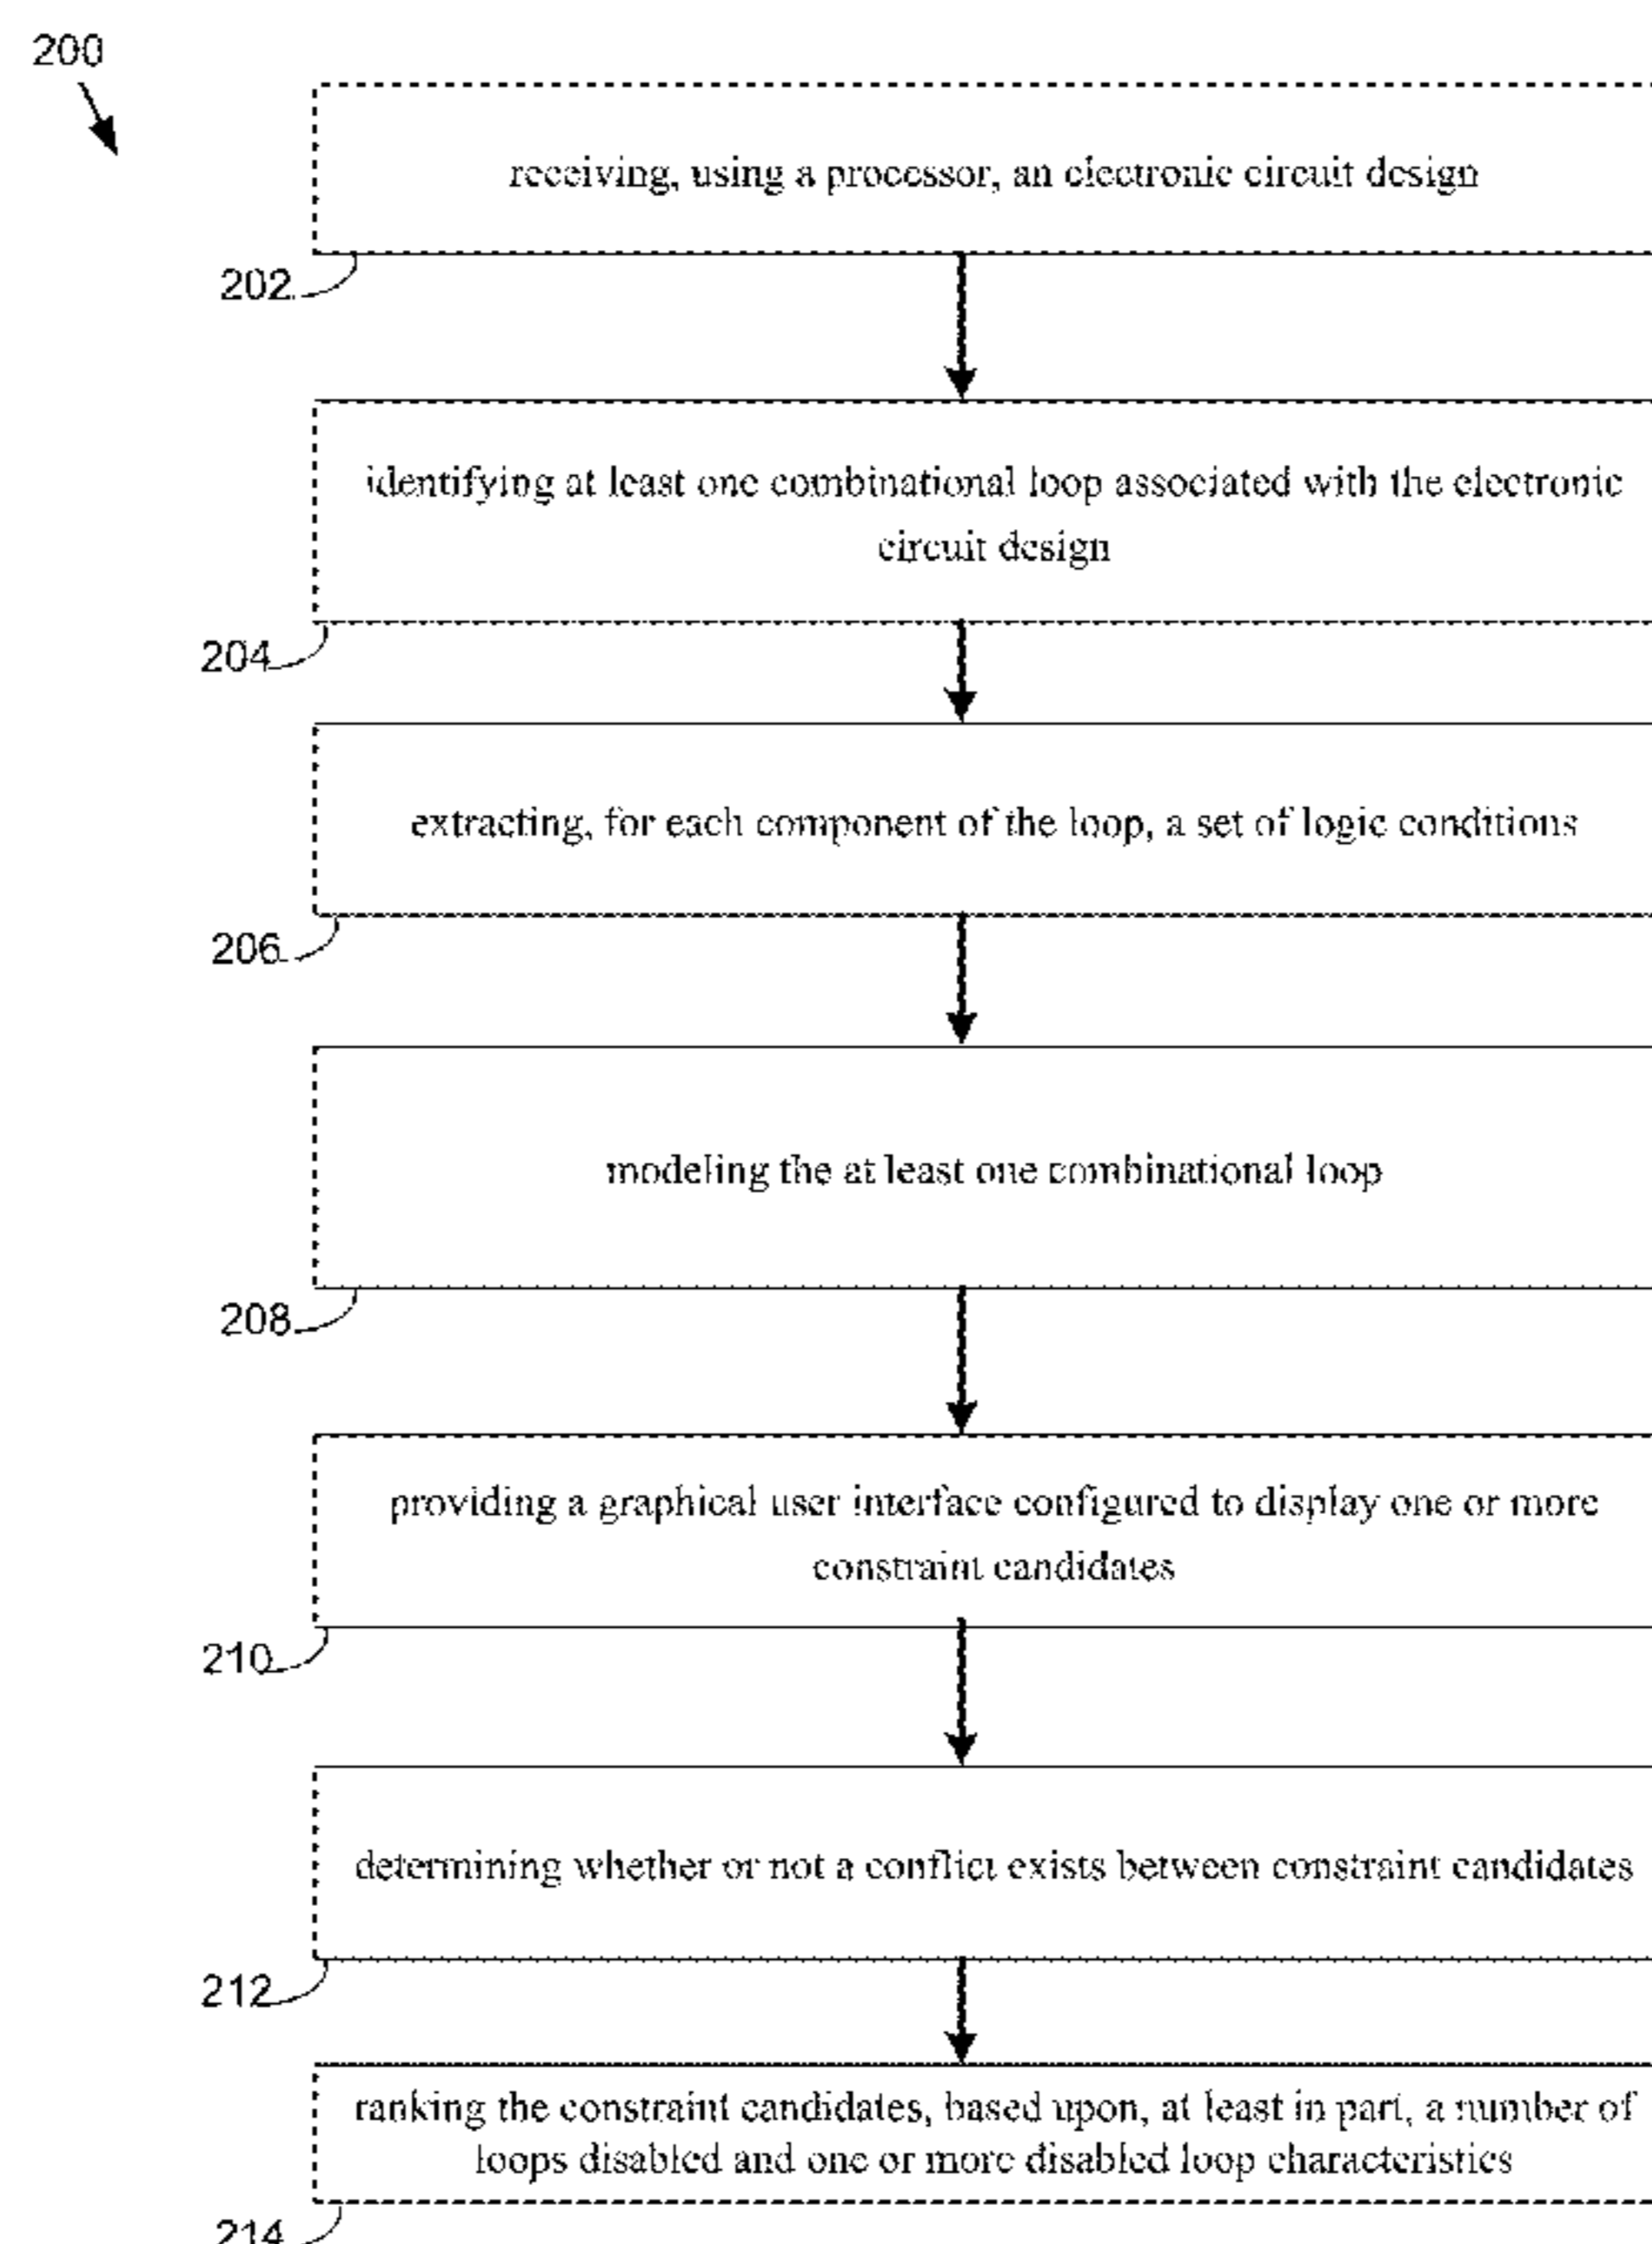 200
receiving, using a processor, an electronic circuit design
202
identifying at least one combinational loop associated with the electronic
circuit design
204
extracting, for each component of the loop, a set of logic conditions
206
modeling the at least one combinational loop
208
providing a graphical user interface configured to display one or more
constraint candidates
210
determining whether or not a conflict exists between constraint candidates
212
ranking the constraint candidates, based upon, at least in part, a number of
loops disabled and one or more disabled loop characteristics
214